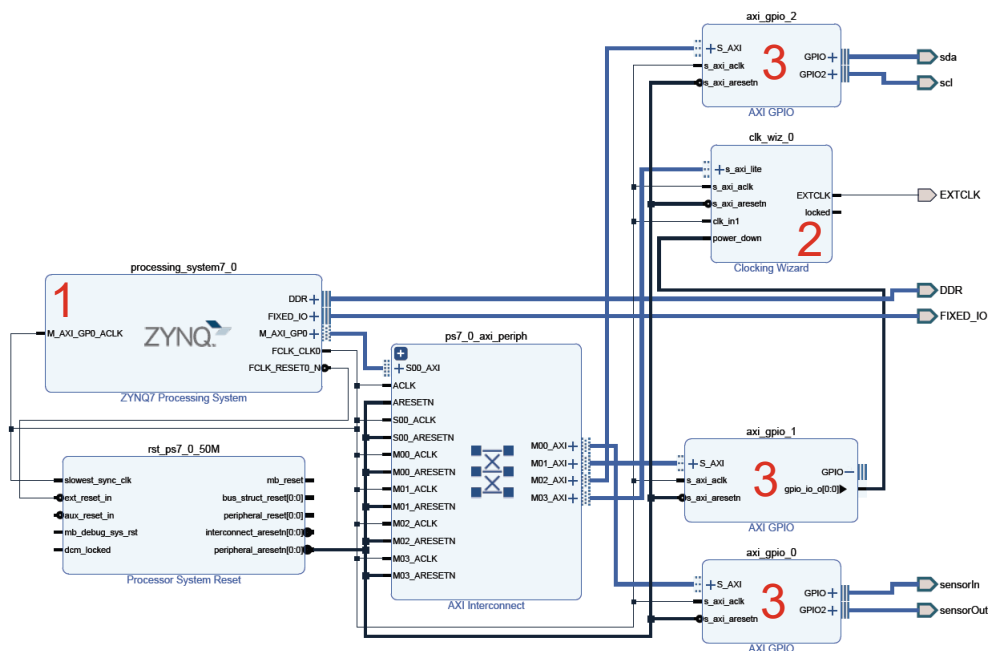 axi_gpio_2
S_AXI
s_axi_aclk
s_axi_aresetn
3
GPIO
GPIO2
AXI GPIO
sda
scl
clk_wiz_0
s_axi_lite
s_axi_aclk
s_axi_aresetn
clk_in1
power_down
EXTCLK
locked
2
Clocking Wizard
EXTCLK
DDR
FIXED_IO
processing_system7_0
1
M_AXI_GP0_ACLK
ZYNQ
DDR
FIXED_IO
M_AXI_GP0
FCLK_CLK0
FCLK_RESET0_N
ZYNQ7 Processing System
ps7_0_axi_periph
S00_AXI
ACLK
ARESETN
S00_ACLK
S00_ARESETN
M00_ACLK
M00_ARESETN
M01_ACLK
M01_ARESETN
M02_ACLK
M02_ARESETN
M03_ACLK
M03_ARESETN
M00_AXI
M01_AXI
M02_AXI
M03_AXI
AXI Interconnect
rst_ps7_0_50M
slowest_sync_clk
ext_reset_in
aux_reset_in
mb_debug_sys_rst
dcm_locked
mb_reset
bus_struct_reset[0:0]
peripheral_reset[0:0]
interconnect_aresetn[0:0]
peripheral_aresetn[0:0]
Processor System Reset
axi_gpio_1
S_AXI
s_axi_aclk
s_axi_aresetn
3
GPIO
gpio_io_o[0:0]
AXI GPIO
axi_gpio_0
S_AXI
s_axi_aclk
s_axi_aresetn
3
GPIO
GPIO2
AXI GPIO
sensorIn
sensorOut